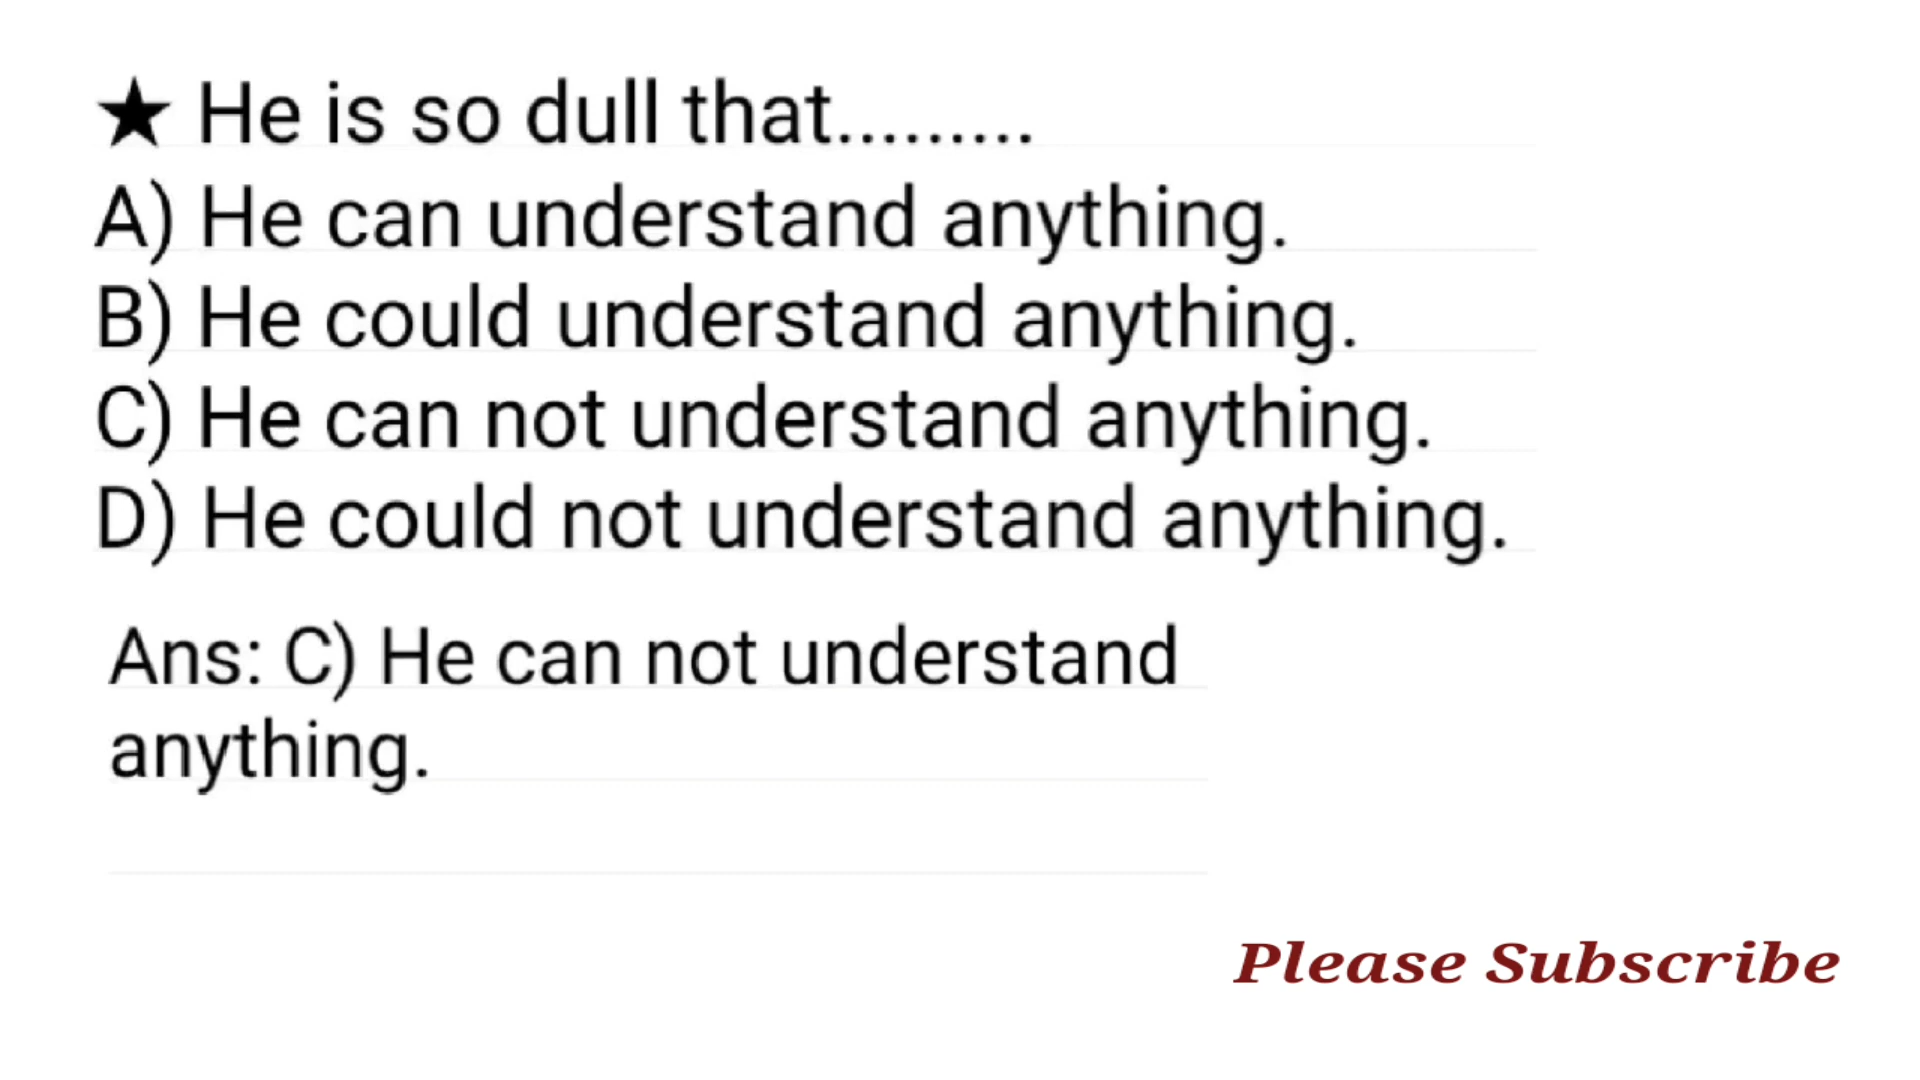 ★ He is so dull that.........
A) He can understand anything.
B) He could understand anything.
C) He can not understand anything.
D) He could not understand anything.
Ans: C) He can not understand
anything.
Please Subscribe